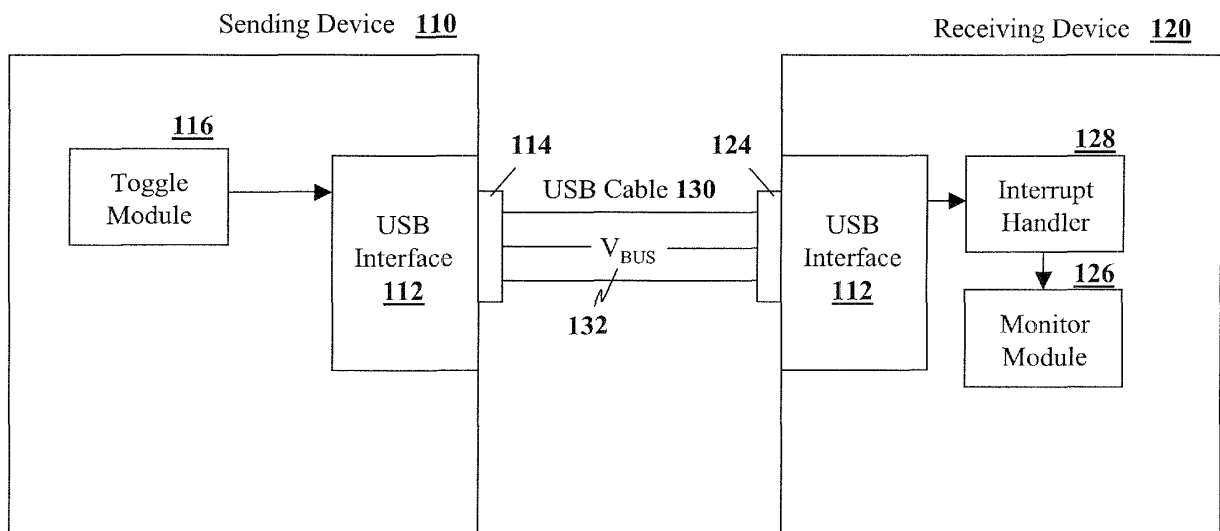 Sending Device 110
Receiving Device 120
116
Toggle
Module
114
124
USB Cable 130
USB
Interface
112
V_BUS
132
USB
Interface
112
128
Interrupt
Handler
126
Monitor
Module